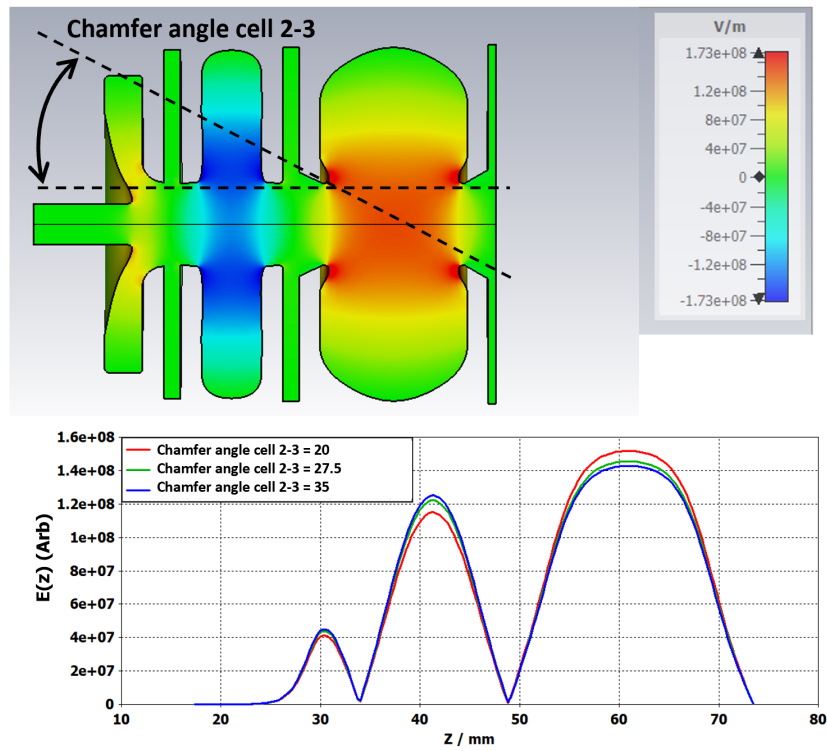 Chamfer angle cell 2-3
V/m
1.73e+08
1.2e+08
8e+07
4e+07
0
-4e+07
-8e+07
-1.2e+08
-1.73e+08
1.6e+08
1.4e+08
1.2e+08
1e+08
8e+07
6e+07
4e+07
2e+07
0
E(z) (Arb)
Chamfer angle cell 2-3 = 20
Chamfer angle cell 2-3 = 27.5
Chamfer angle cell 2-3 = 35
10 20 30 40 50 60 70 80
Z / mm